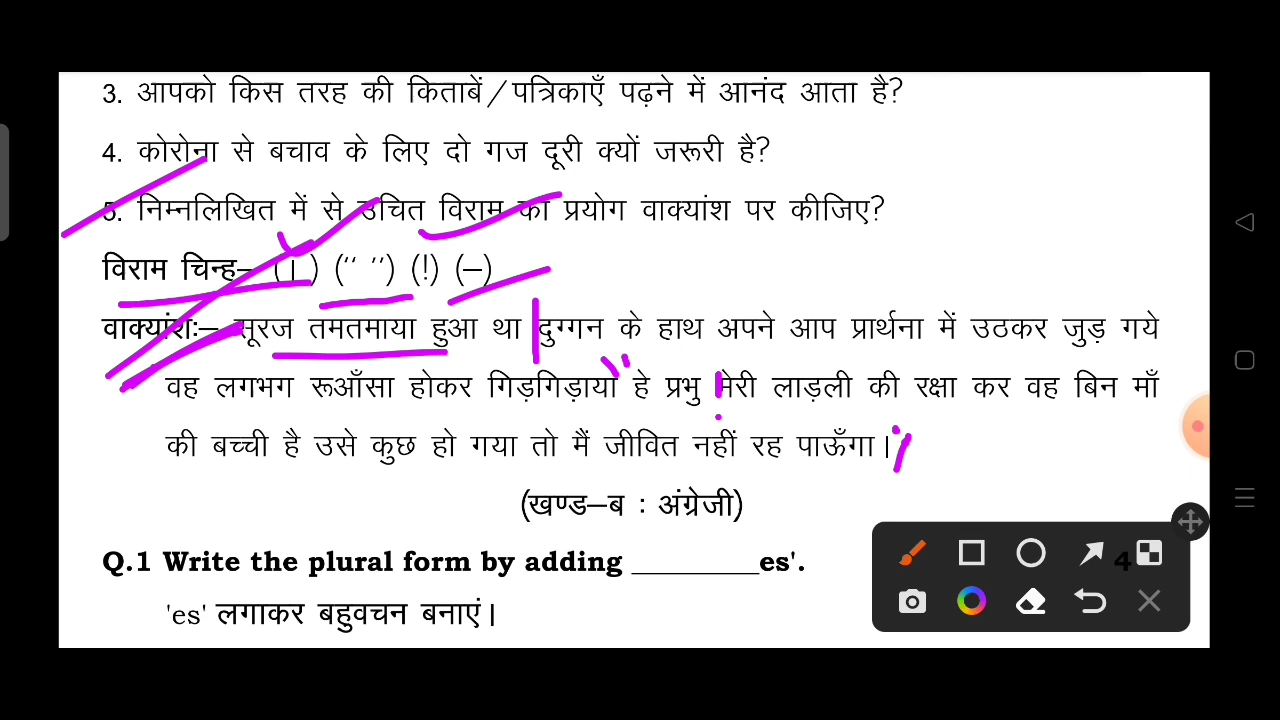 3. आपको किस तरह की किताबें/पत्रिकाएँ पढ़ने में आनंद आता है?
4. कोरोना से बचाव के लिए दो गज दूरी क्यों जरूरी है?
5. निम्नलिखित में से उचित विराम का प्रयोग वाक्यांश पर कीजिए?
विराम चिन्ह– (।) (‘‘ ’’) (!) (–)
वाक्यांशः– सूरज तमतमाया हुआ था दुग्गन के हाथ अपने आप प्रार्थना में उठकर जुड़ गये
वह लगभग रूआँसा होकर गिड़गिड़ाया हे प्रभु मेरी लाड़ली की रक्षा कर वह बिन माँ
की बच्ची है उसे कुछ हो गया तो मैं जीवित नहीं रह पाऊँगा।
(खण्ड–ब : अंग्रेजी)
Q.1 Write the plural form by adding ________es'.
4
'es' लगाकर बहुवचन बनाएं।